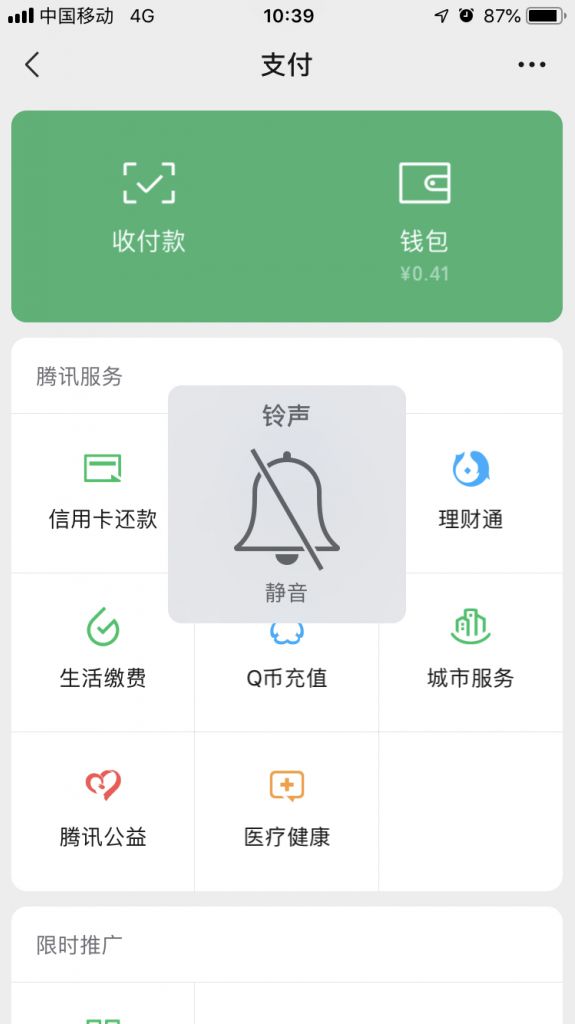 中国移动 4G 10:39 87%
支付
收付款 钱包
¥0.41
腾讯服务
铃声
信用卡还款 理财通
静音
生活缴费 Q币充值 城市服务
腾讯公益 医疗健康
限时推广